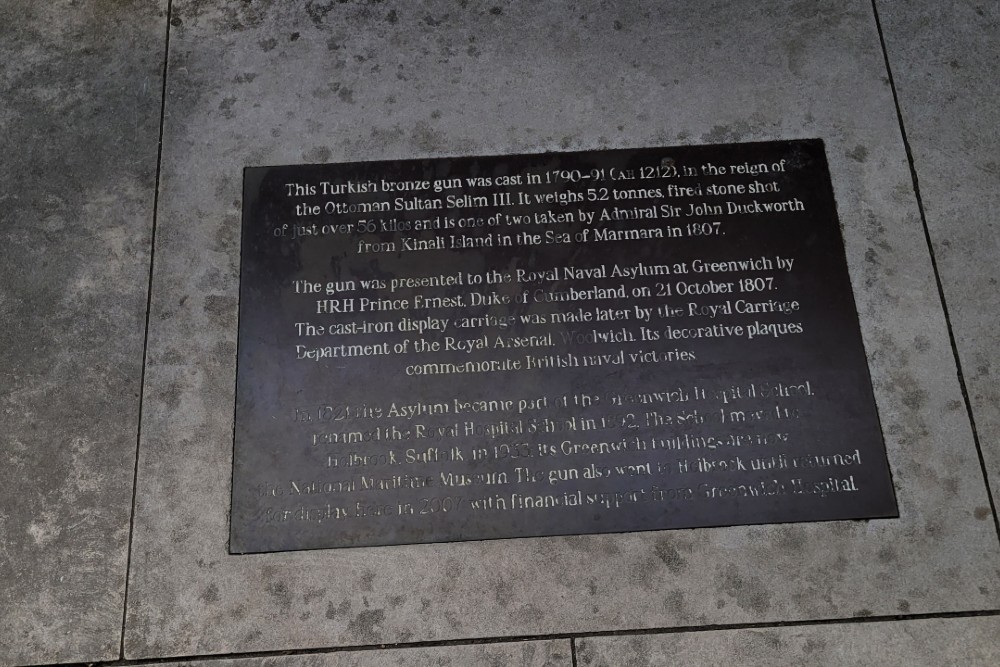 This Turkish bronze gun was cast in 1790-91 (AH 1212), in the reign of
the Ottoman Sultan Selim III. It weighs 5.2 tonnes, fired stone shot
of just over 56 kilos and is one of two taken by Admiral Sir John Duckworth
from Kinali Island in the Sea of Marmara in 1807.
The gun was presented to the Royal Naval Asylum at Greenwich by
HRH Prince Ernest, Duke of Cumberland, on 21 October 1807.
The cast-iron display carriage was made later by the Royal Carriage
Department of the Royal Arsenal, Woolwich. Its decorative plaques
commemorate British naval victories.
In 1821 the Asylum became part of the Greenwich Hospital School,
renamed the Royal Hospital School in 1892. The School moved to
Holbrook, Suffolk, in 1933: its Greenwich buildings are now
the National Maritime Museum. The gun also went to Holbrook until returned
for display here in 2007 with financial support from Greenwich Hospital.